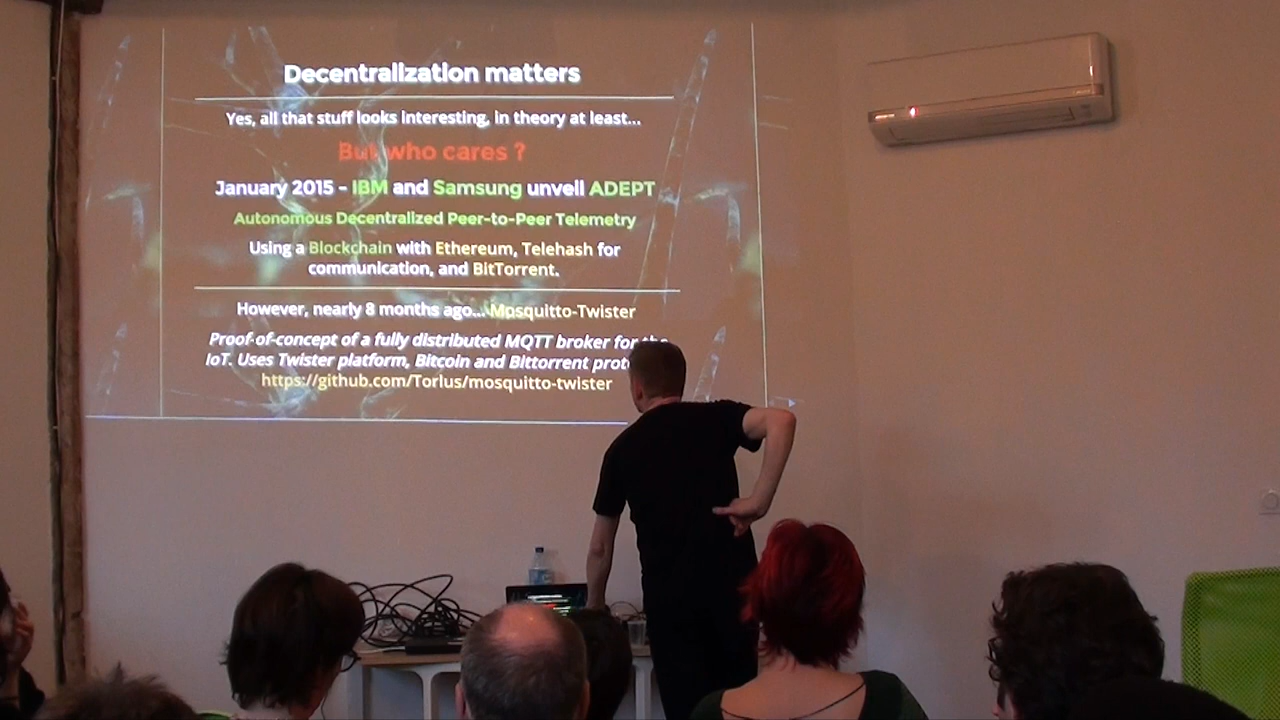 Decentralization matters
Yes, all that stuff looks interesting, in theory at least...
But who cares ?
January 2015 - IBM and Samsung unveil ADEPT
Autonomous Decentralized Peer-to-Peer Telemetry
Using a Blockchain with Ethereum, Telehash for
communication, and BitTorrent.
However, nearly 8 months ago... Mosquitto-Twister
Proof-of-concept of a fully distributed MQTT broker for the
IoT. Uses Twister platform, Bitcoin and Bittorrent
https://github.com/Torlus/mosquitto-twister